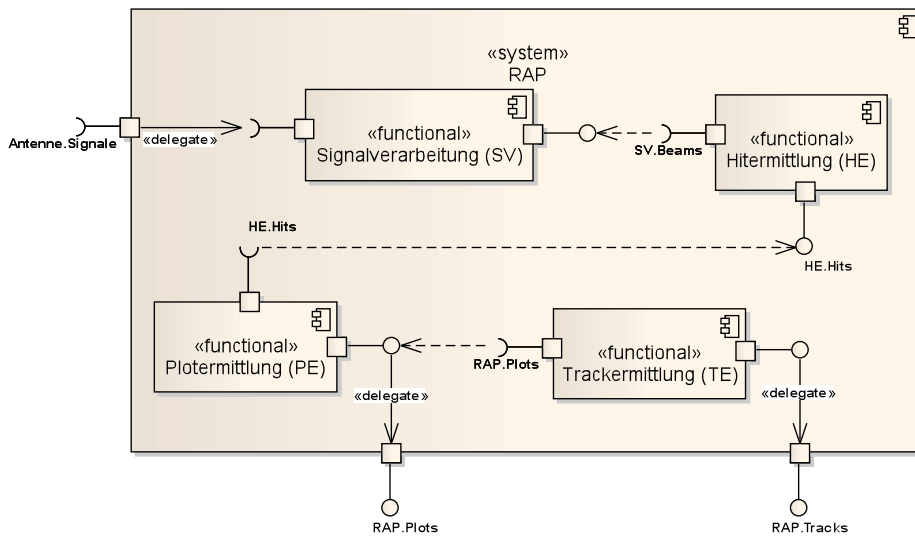 «system»
RAP
Antenne.Signale
«delegate»
«functional»
Signalverarbeitung (SV)
SV.Beams
«functional»
Hitermittlung (HE)
HE.Hits
HE.Hits
«functional»
Plotermittlung (PE)
«delegate»
RAP.Plots
«functional»
Trackermittlung (TE)
«delegate»
RAP.Plots
RAP.Tracks